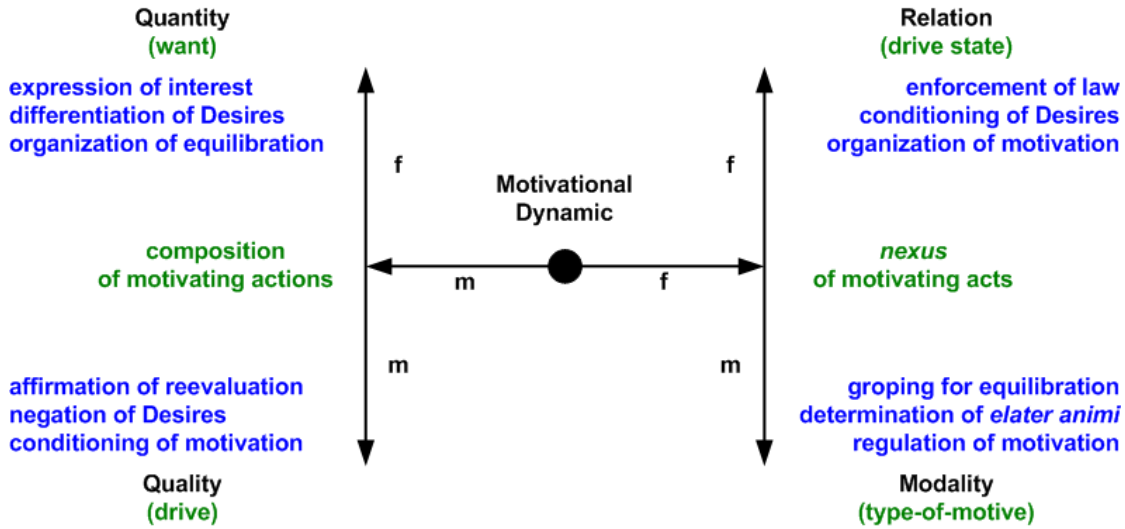 Quantity
(want)
expression of interest
differentiation of Desires
organization of equilibration
Relation
(drive state)
enforcement of law
conditioning of Desires
organization of motivation
f
f
Motivational
Dynamic
composition
of motivating actions
m
f
nexus
of motivating acts
m
m
affirmation of reevaluation
negation of Desires
conditioning of motivation
Quality
(drive)
groping for equilibration
determination of elater animi
regulation of motivation
Modality
(type-of-motive)